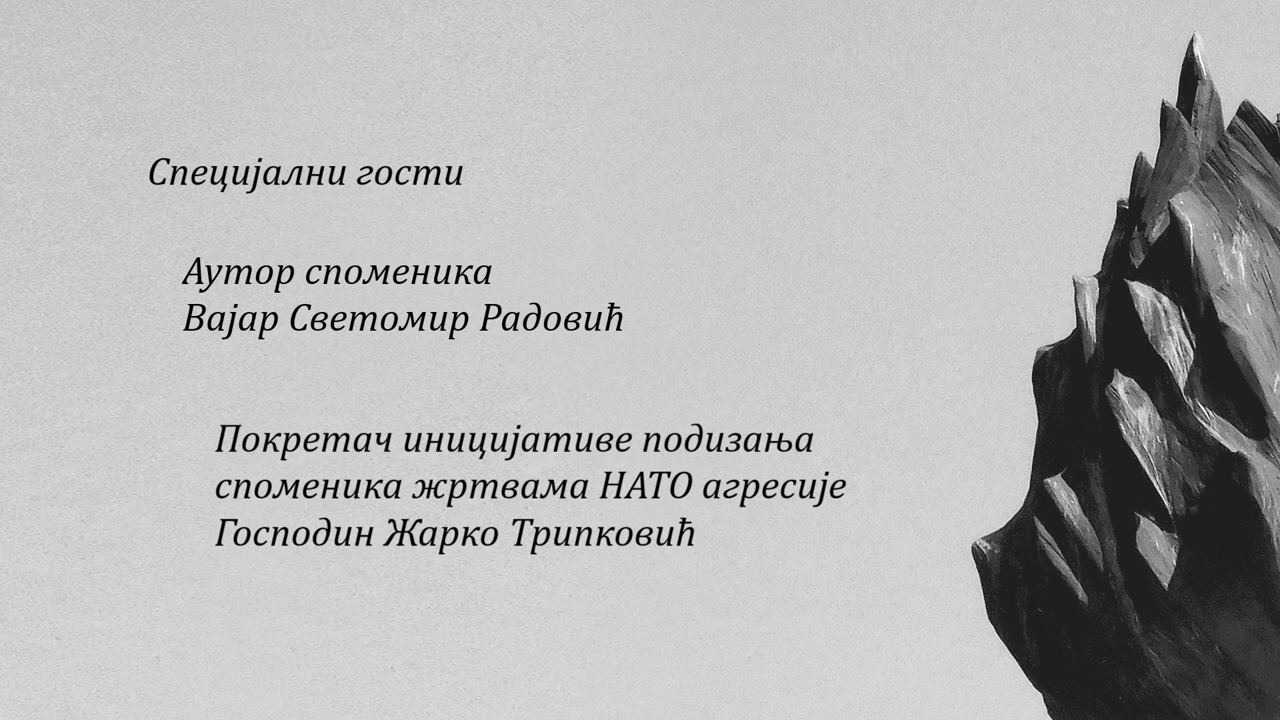 Специјални гости
Аутор споменика
Вајар Светомир Радовић
Покретач иницијативе подизања
споменика жртвама НАТО агресије
Господин Жарко Трипковић